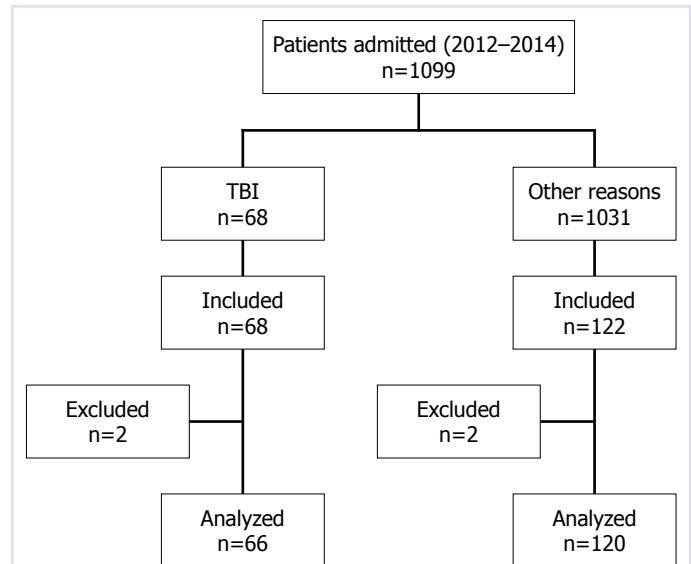 Patients admitted (2012–2014)
n=1099
TBI
n=68
Other reasons
n=1031
Included
n=68
Included
n=122
Excluded
n=2
Excluded
n=2
Analyzed
n=66
Analyzed
n=120